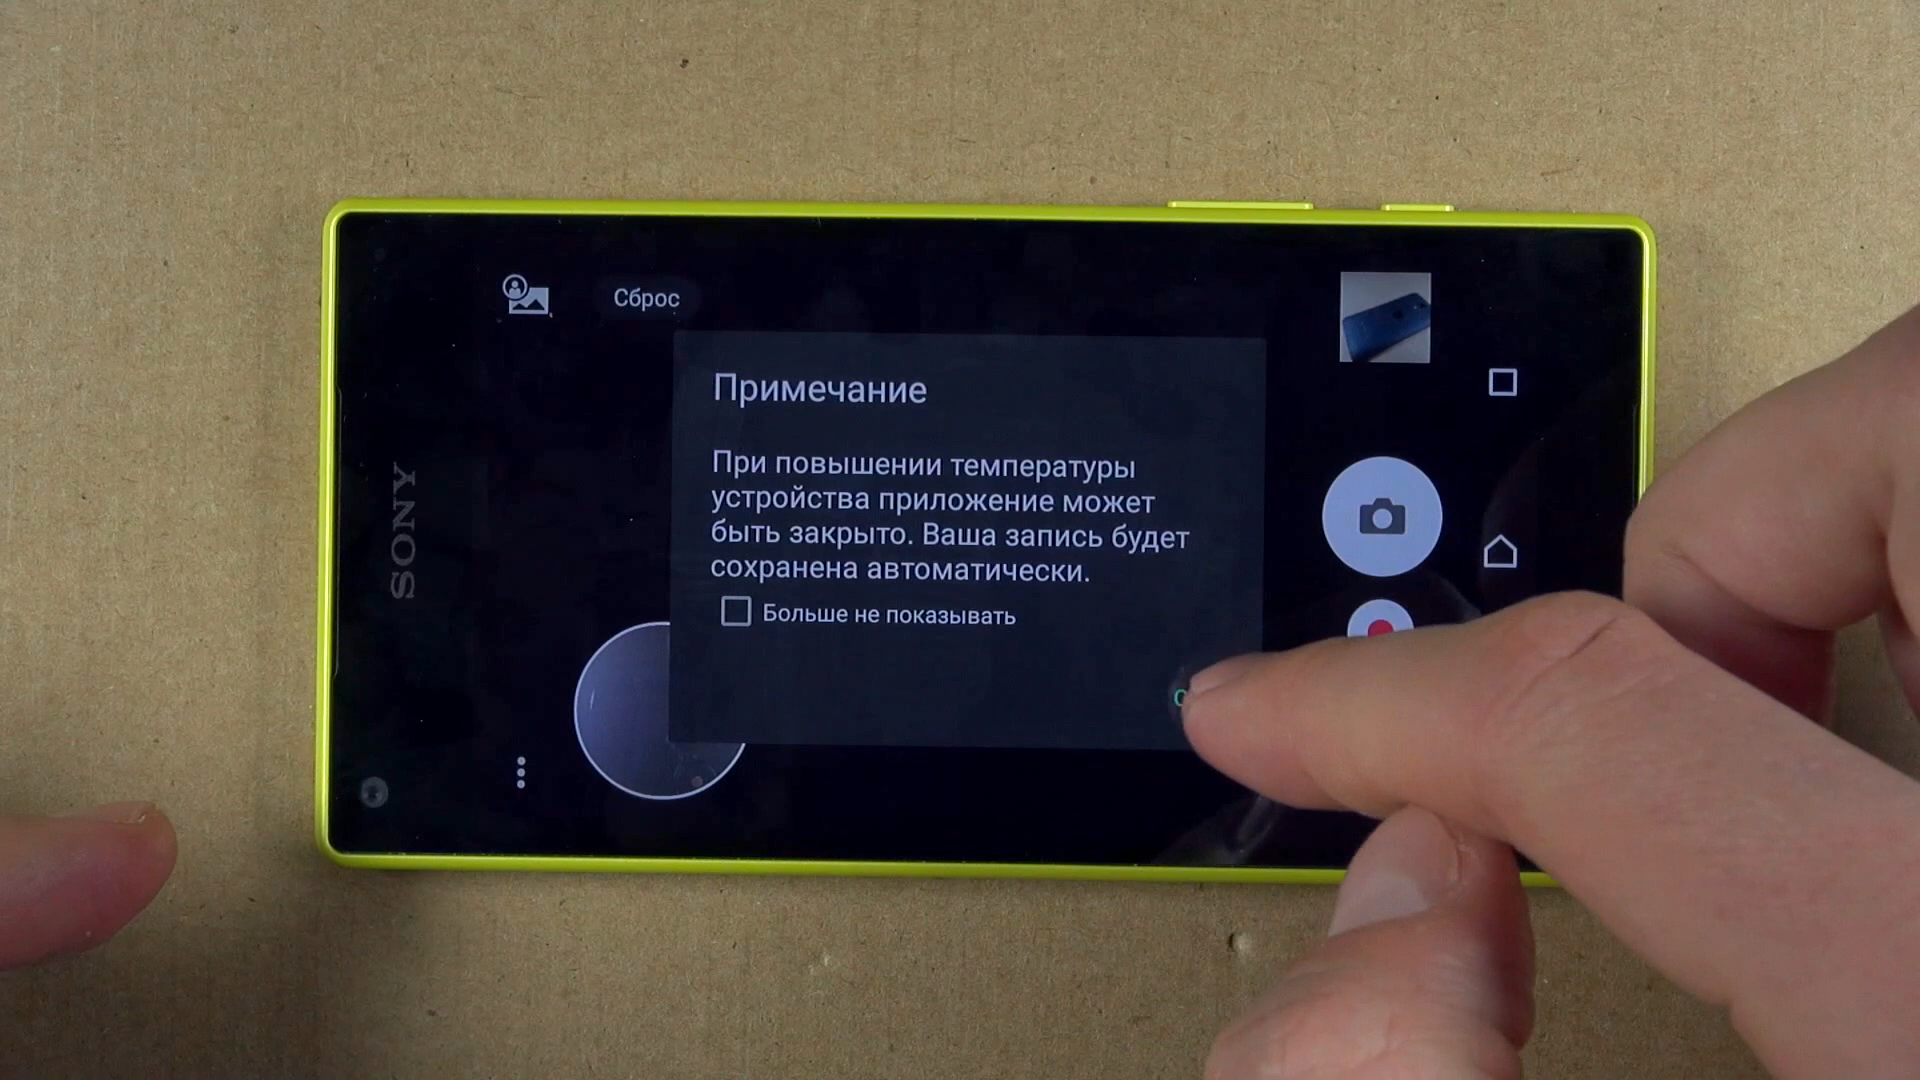 Сброс
Примечание
При повышении температуры
устройства приложение может
быть закрыто. Ваша запись будет
сохранена автоматически.
Больше не показывать
SONY